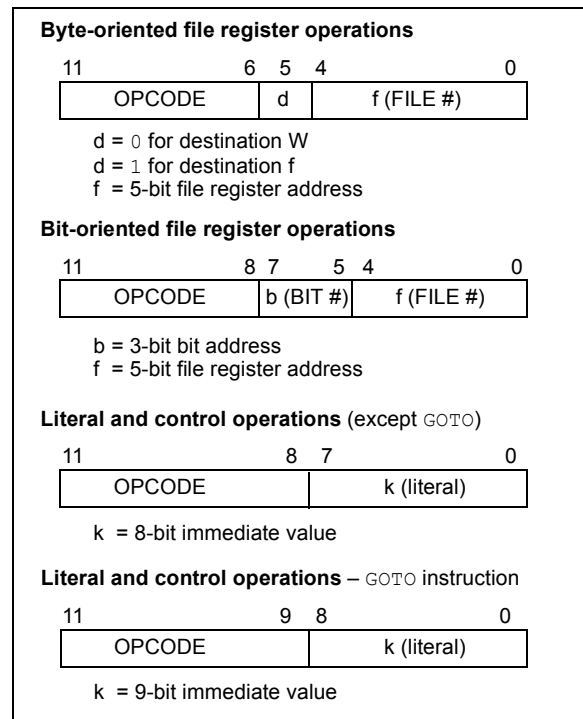 Byte-oriented file register operations
11 6 5 4 0
OPCODE d f (FILE #)
d = 0 for destination W
d = 1 for destination f
f = 5-bit file register address
Bit-oriented file register operations
11 8 7 5 4 0
OPCODE b (BIT #) f (FILE #)
b = 3-bit bit address
f = 5-bit file register address
Literal and control operations (except GOTO)
11 8 7 0
OPCODE k (literal)
k = 8-bit immediate value
Literal and control operations – GOTO instruction
11 9 8 0
OPCODE k (literal)
k = 9-bit immediate value